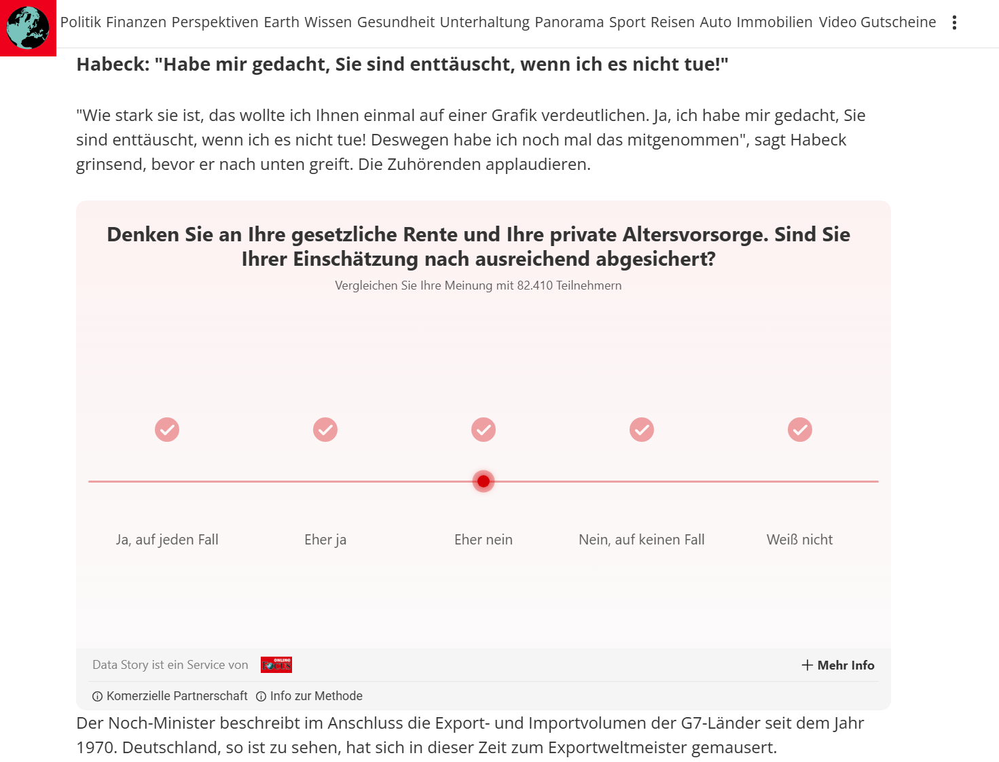 Politik Finanzen Perspektiven Earth Wissen Gesundheit Unterhaltung Panorama Sport Reisen Auto Immobilien Video Gutscheine
Habeck: "Habe mir gedacht, Sie sind enttäuscht, wenn ich es nicht tue!"
"Wie stark sie ist, das wollte ich Ihnen einmal auf einer Grafik verdeutlichen. Ja, ich habe mir gedacht, Sie
sind enttäuscht, wenn ich es nicht tue! Deswegen habe ich noch mal das mitgenommen", sagt Habeck
grinsend, bevor er nach unten greift. Die Zuhörenden applaudieren.
Denken Sie an Ihre gesetzliche Rente und Ihre private Altersvorsorge. Sind Sie
Ihrer Einschätzung nach ausreichend abgesichert?
Vergleichen Sie Ihre Meinung mit 82.410 Teilnehmern
Ja, auf jeden Fall Eher ja Eher nein Nein, auf keinen Fall Weiß nicht
Data Story ist ein Service von ONLINE FOCUS Mehr Info
Komerzielle Partnerschaft Info zur Methode
Der Noch-Minister beschreibt im Anschluss die Export- und Importvolumen der G7-Länder seit dem Jahr
1970. Deutschland, so ist zu sehen, hat sich in dieser Zeit zum Exportweltmeister gemausert.